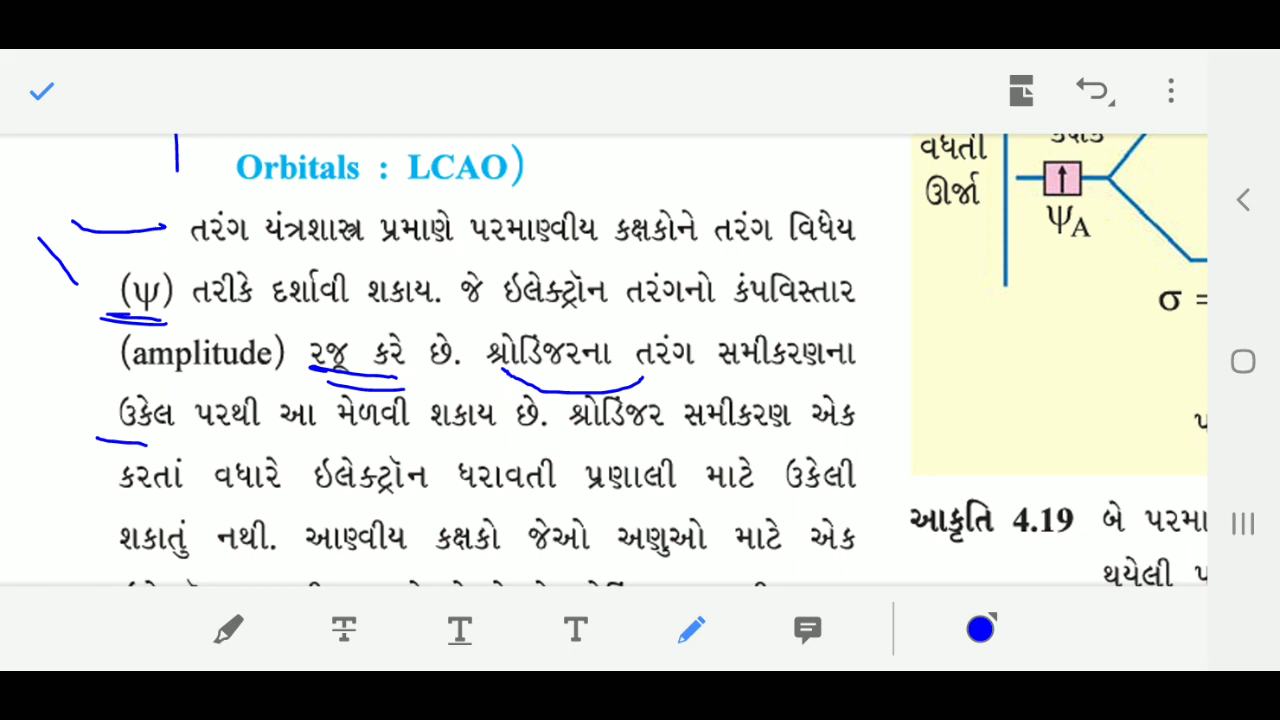 Orbitals : LCAO)
તરંગ યંત્રશાસ્ત્ર પ્રમાણે પરમાણ્વીય કક્ષકોને તરંગ વિધેય
(ψ) તરીકે દર્શાવી શકાય. જે ઇલેક્ટ્રૉન તરંગનો કંપવિસ્તાર
(amplitude) રજૂ કરે છે. શ્રોડિંજરના તરંગ સમીકરણના
ઉકેલ પરથી આ મેળવી શકાય છે. શ્રોડિંજર સમીકરણ એક
કરતાં વધારે ઇલેક્ટ્રૉન ધરાવતી પ્રણાલી માટે ઉકેલી
શકાતું નથી. આણ્વીય કક્ષકો જેઓ અણુઓ માટે એક
વધતી
ઊર્જા
↑
ψA
σ =
આકૃતિ 4.19 બે પરમા
થયેલી